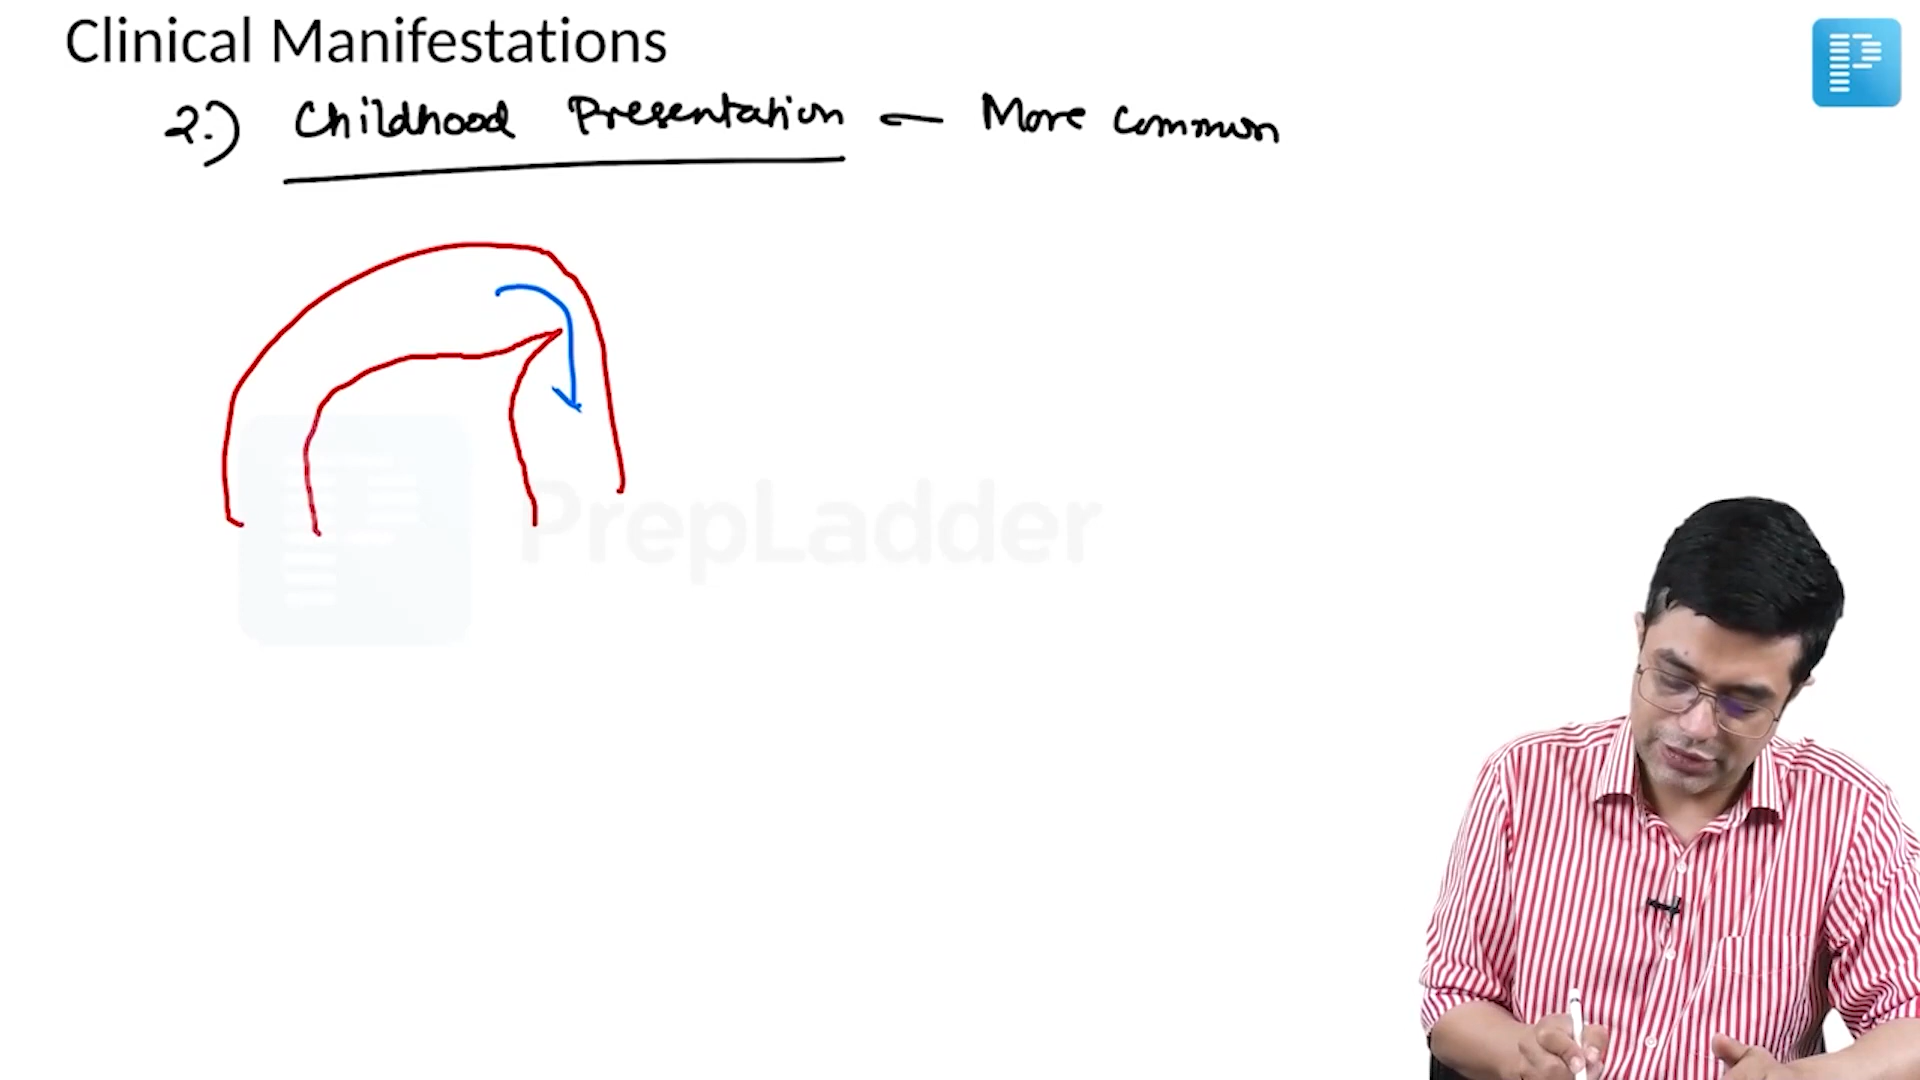 Clinical Manifestations
2.) Childhood Presentation - More common
PrepLadder